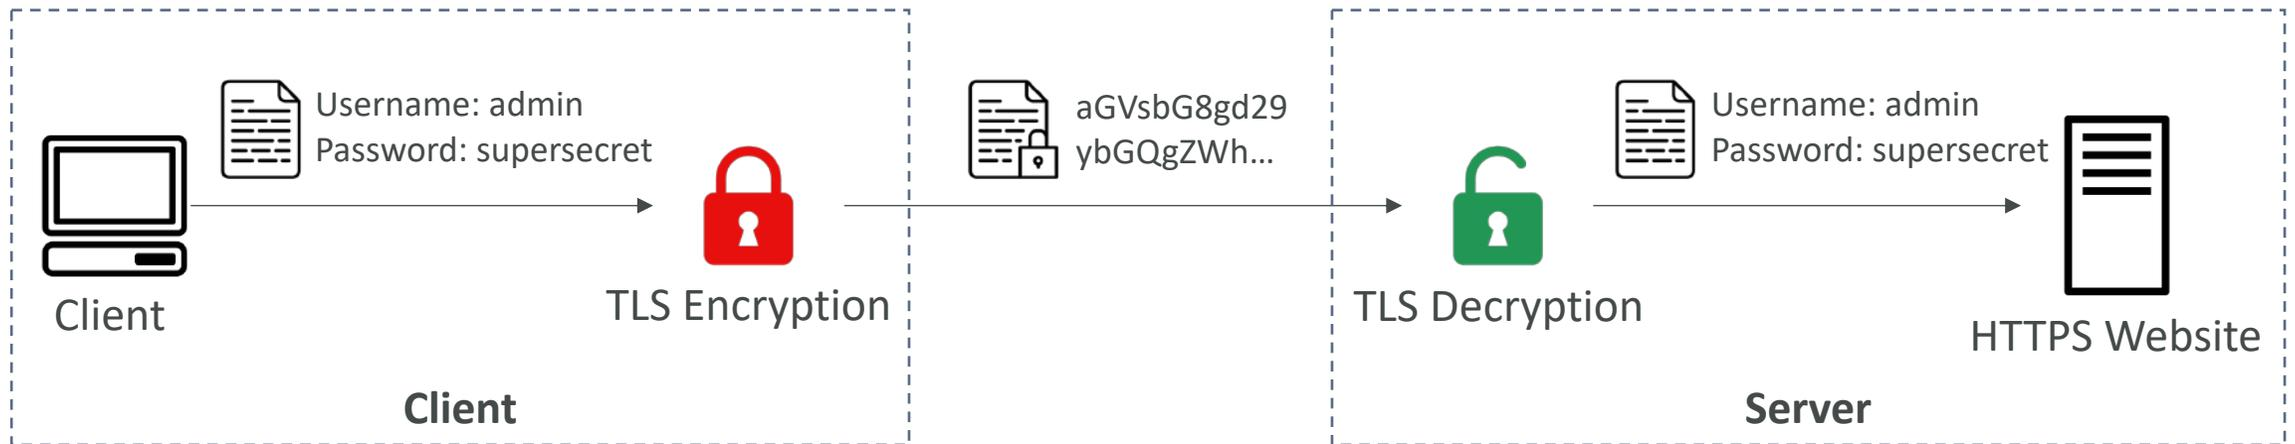 Username: admin
Password: supersecret
Client
TLS Encryption
Client
aGVsbG8gd29
ybGQgZWh...
Username: admin
Password: supersecret
TLS Decryption
HTTPS Website
Server